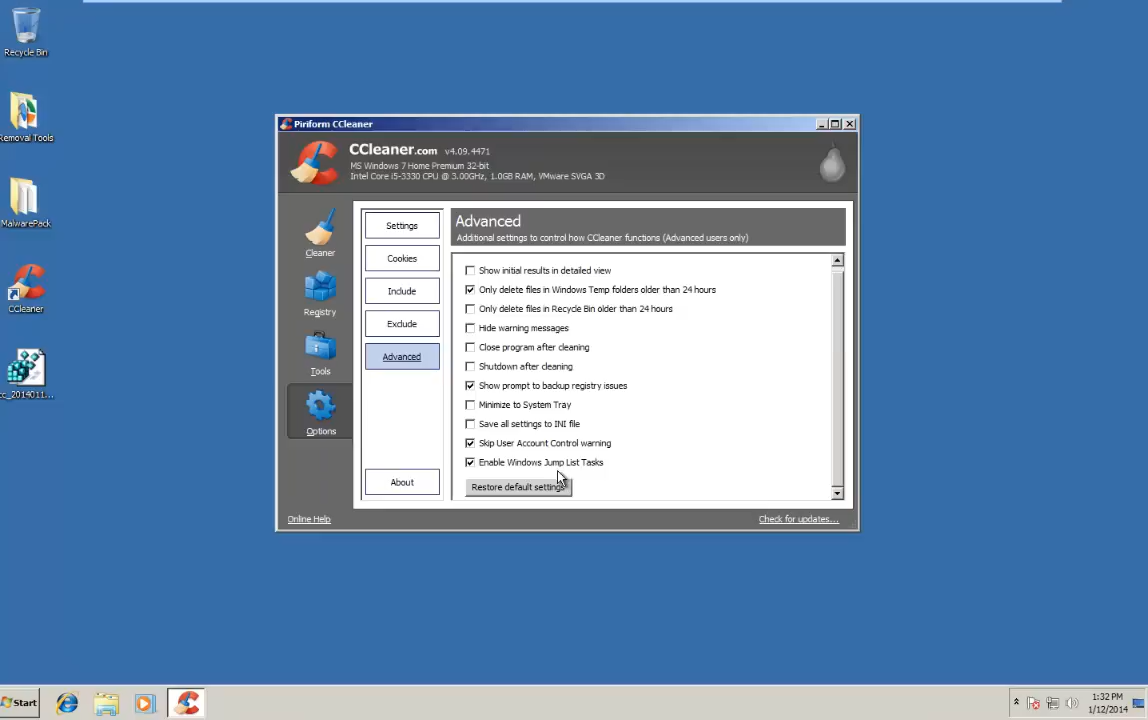 Recycle Bin
Removal Tools
MalwarePack
CCleaner
cc_2014011...
Piriform CCleaner
CCleaner.com v4.09.4471
MS Windows 7 Home Premium 32-bit
Intel Core i5-3330 CPU @ 3.00GHz, 1.0GB RAM, VMware SVGA 3D
Cleaner
Registry
Tools
Options
Settings
Cookies
Include
Exclude
Advanced
About
Advanced
Additional settings to control how CCleaner functions (Advanced users only)
Show initial results in detailed view
Only delete files in Windows Temp folders older than 24 hours
Only delete files in Recycle Bin older than 24 hours
Hide warning messages
Close program after cleaning
Shutdown after cleaning
Show prompt to backup registry issues
Minimize to System Tray
Save all settings to INI file
Skip User Account Control warning
Enable Windows Jump List Tasks
Restore default settings
Online Help
Check for updates...
Start
1:32 PM
1/12/2014